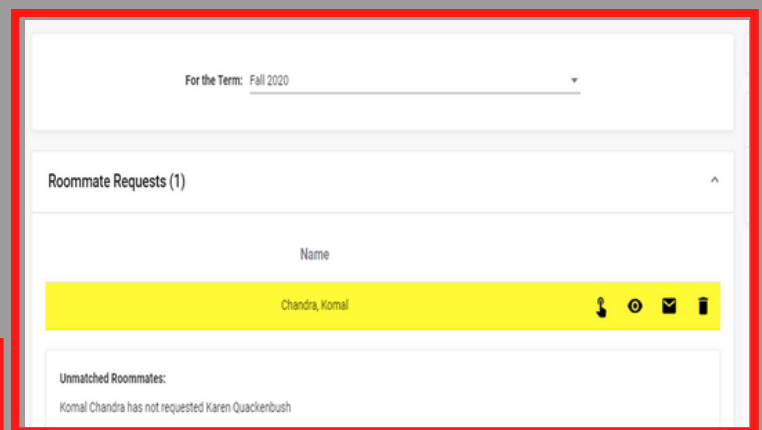 For the Term: Fall 2020
Roommate Requests (1)
Name
Chandra, Komal
Unmatched Roommates:
Komal Chandra has not requested Karen Quackenbush